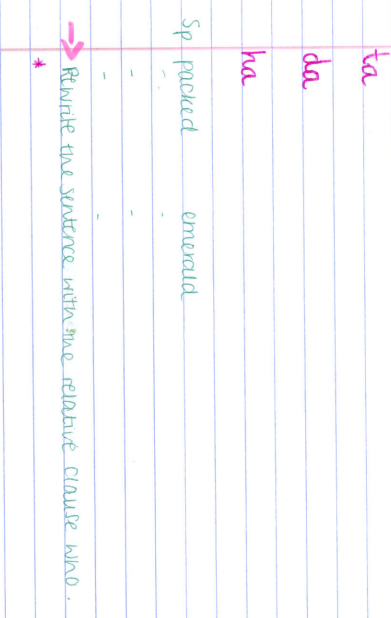 ta
da
ha
Sp packed emerald
- -
- -
- -
→ Rewrite the sentence with the relative clause who.
*